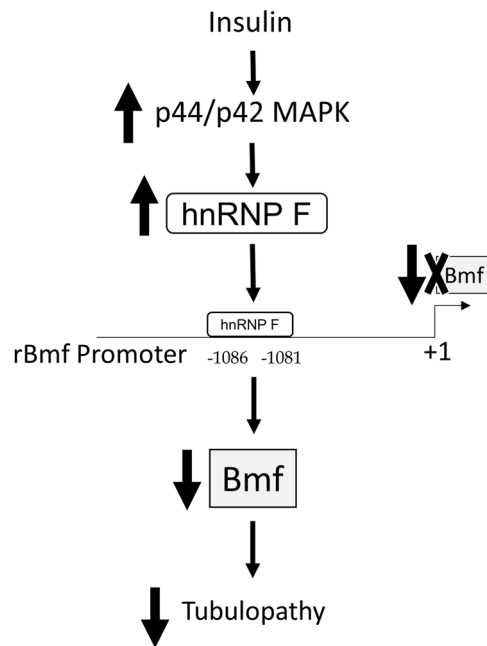 Insulin
p44/p42 MAPK
hnRNP F
Bmf
hnRNP F
rBmf Promoter -1086 -1081 +1
Bmf
Tubulopathy